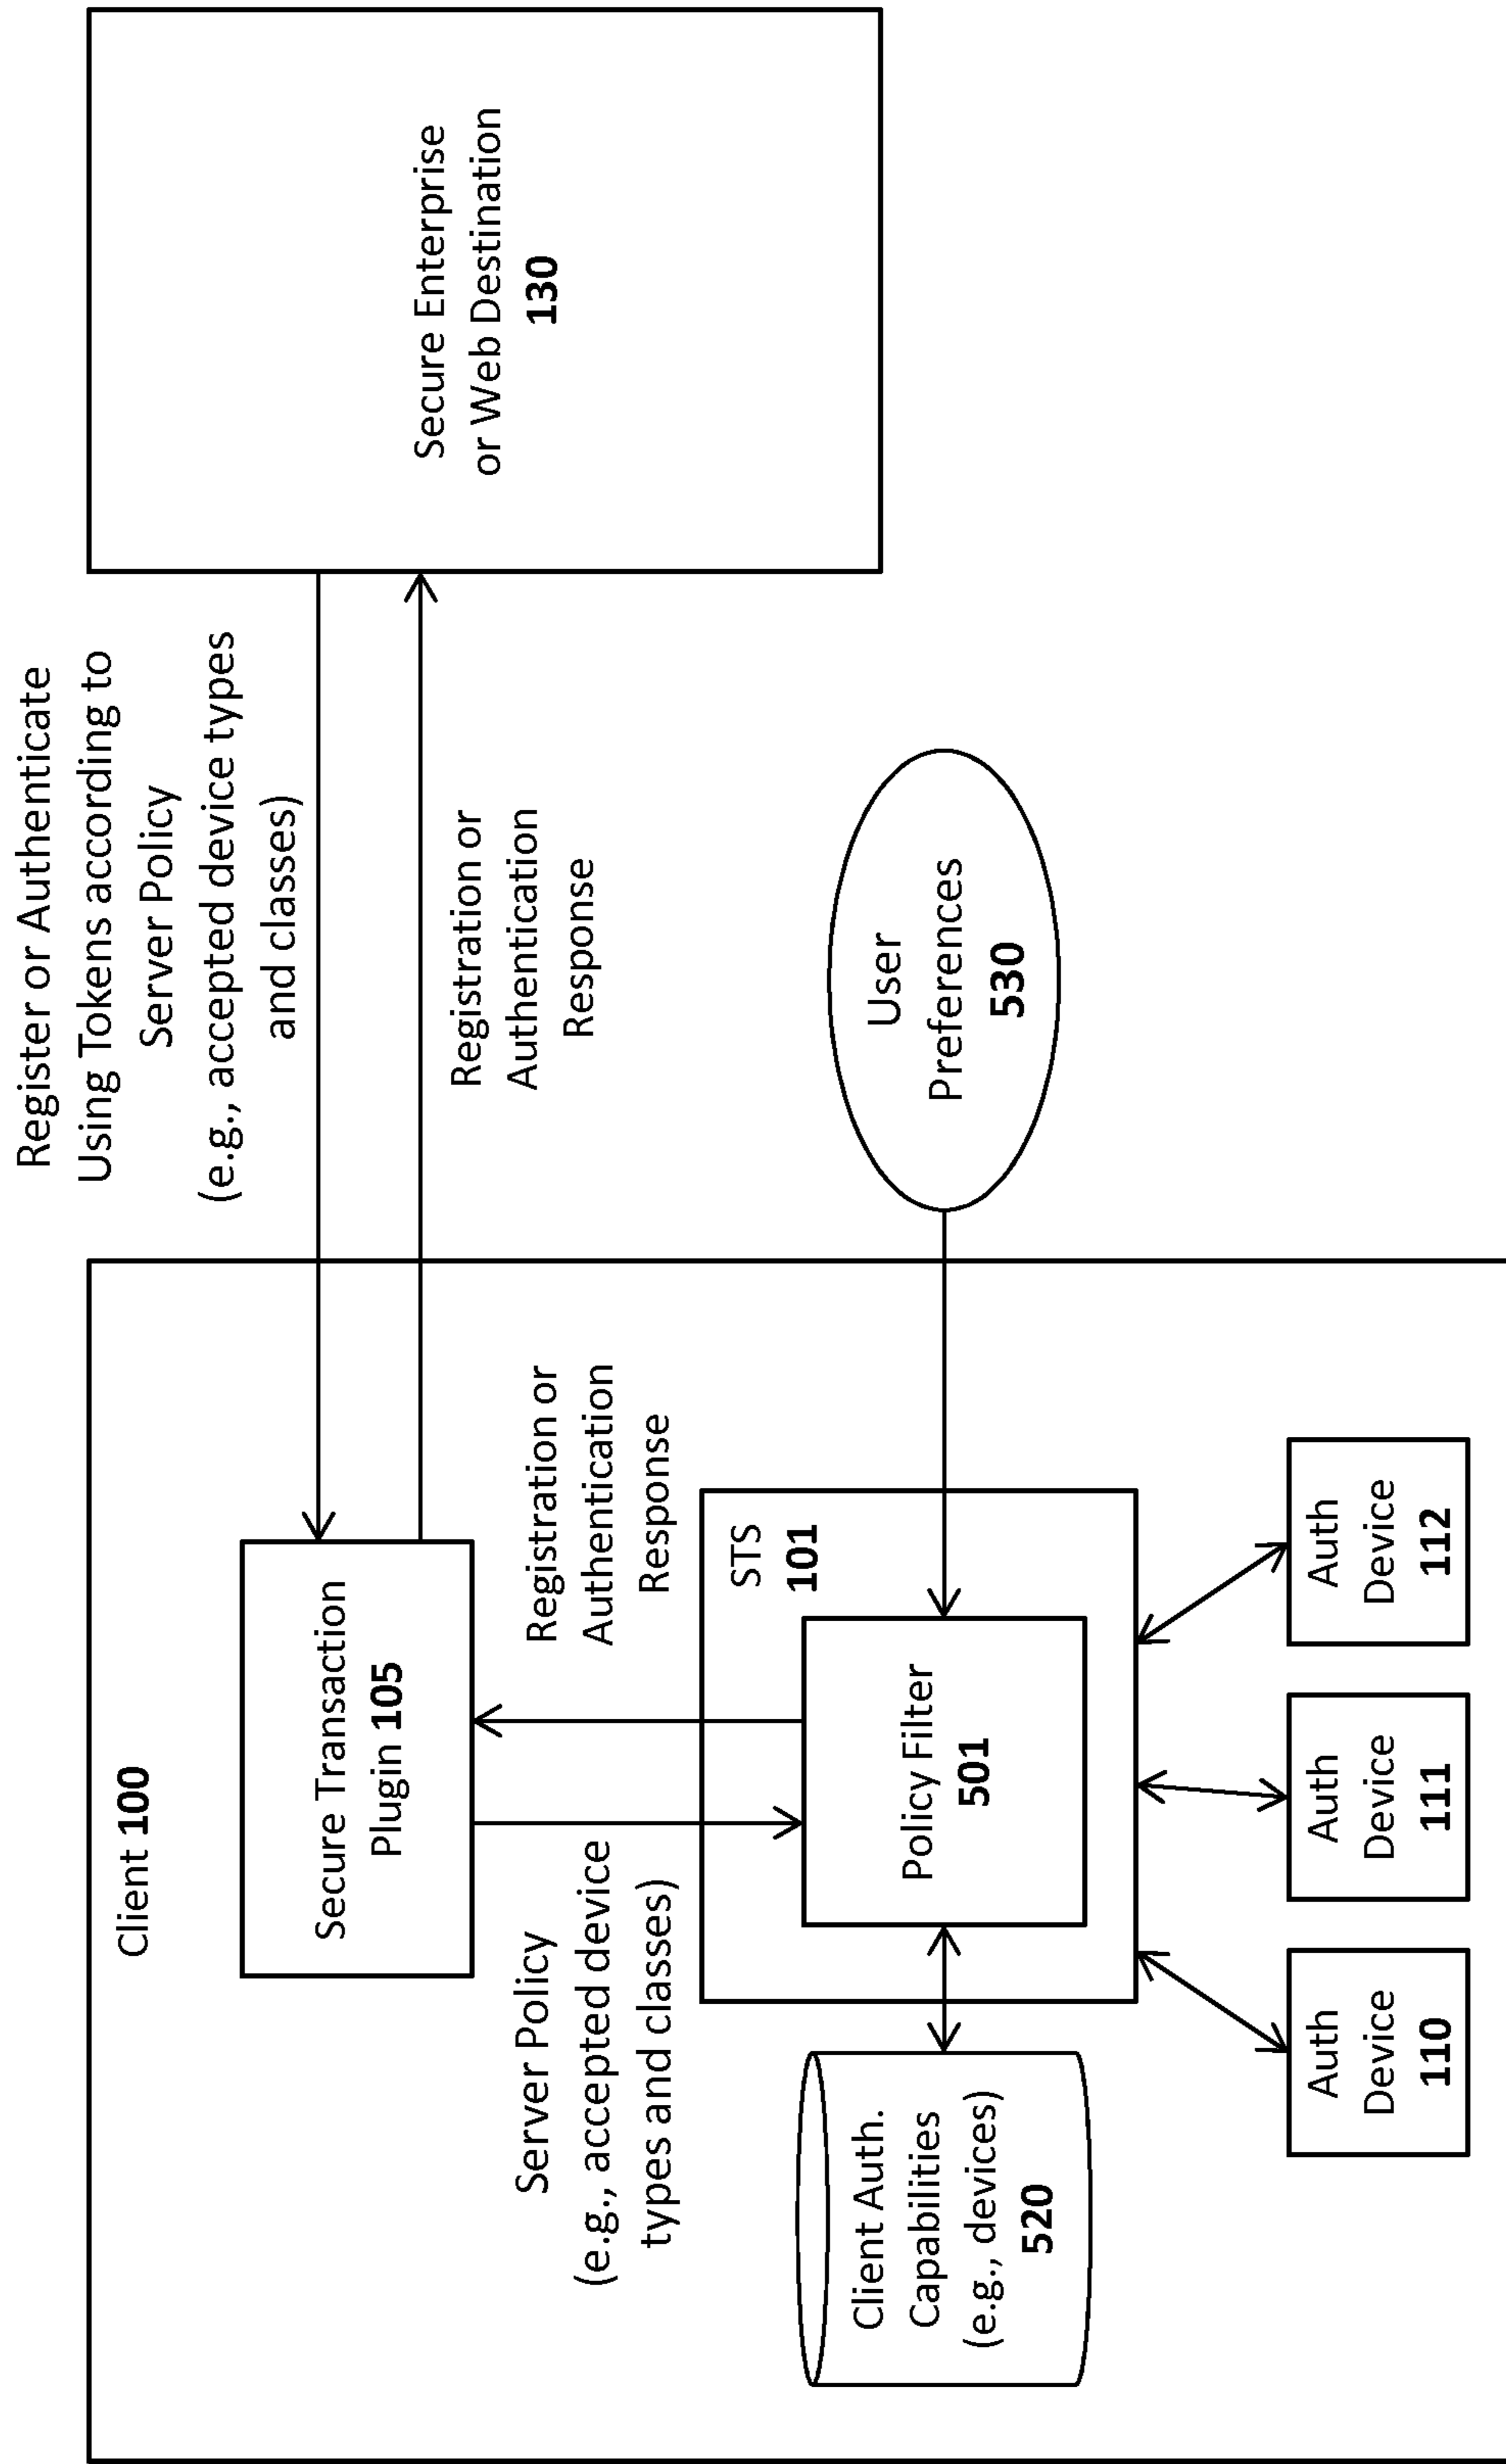 Client 100
Secure Transaction
Plugin 105
Register or Authenticate
Using Tokens according to
Server Policy
(e.g., accepted device types
and classes)
Registration or
Authentication
Response
Secure Enterprise
or Web Destination
130
Server Policy
(e.g., accepted device
types and classes)
Registration or
Authentication
Response
STS
101
Policy Filter
501
Client Auth.
Capabilities
(e.g., devices)
520
User
Preferences
530
Auth
Device
110
Auth
Device
111
Auth
Device
112